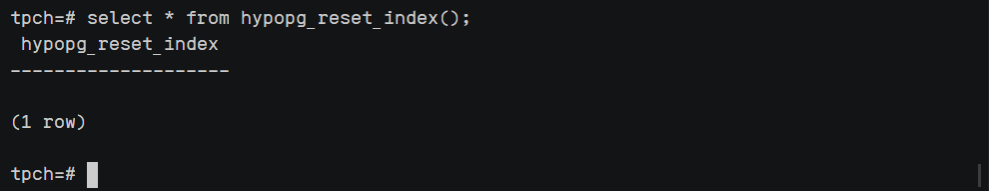 tpch=# select * from hypopg_reset_index();
 hypopg_reset_index
--------------------
(1 row)
tpch=#